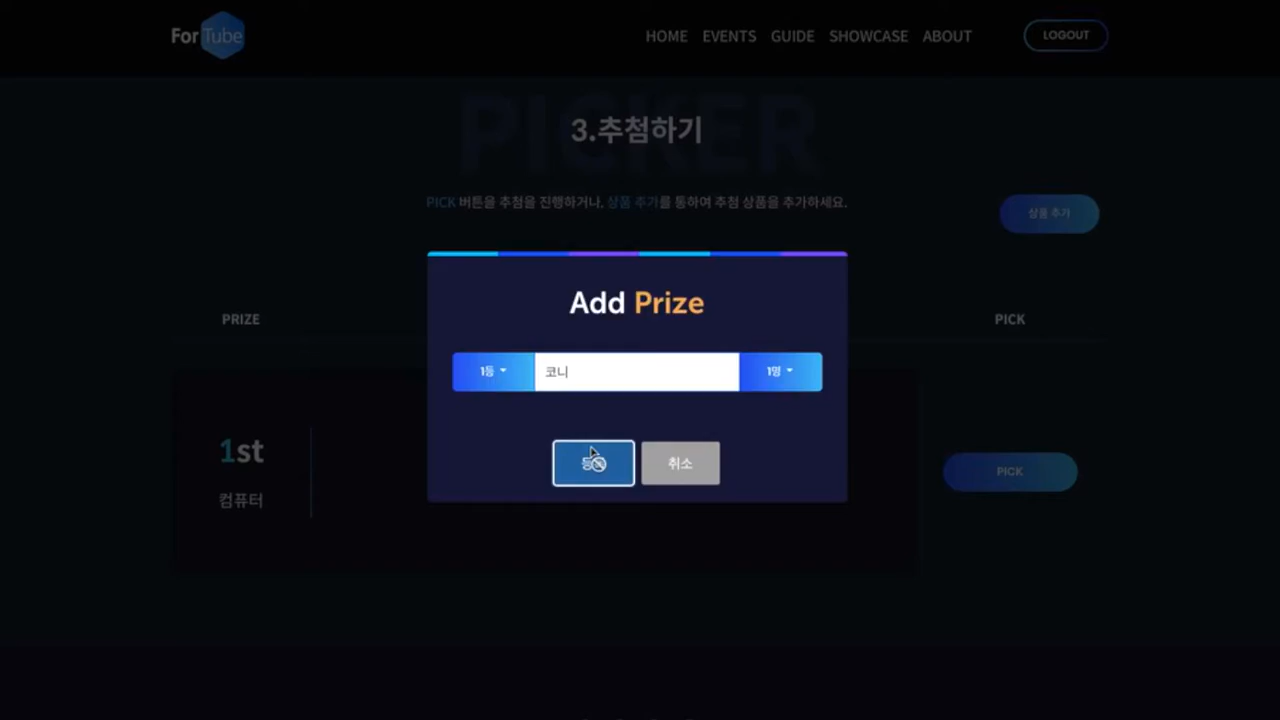 ForTube
HOME EVENTS GUIDE SHOWCASE ABOUT LOGOUT
PICKER
3.추첨하기
PICK 버튼을 추첨을 진행하거나, 상품 추가를 통하여 추첨 상품을 추가하세요.
상품 추가
Add Prize
PRIZE PICK
1등 코니 1명
1st
컴퓨터
취소
PICK